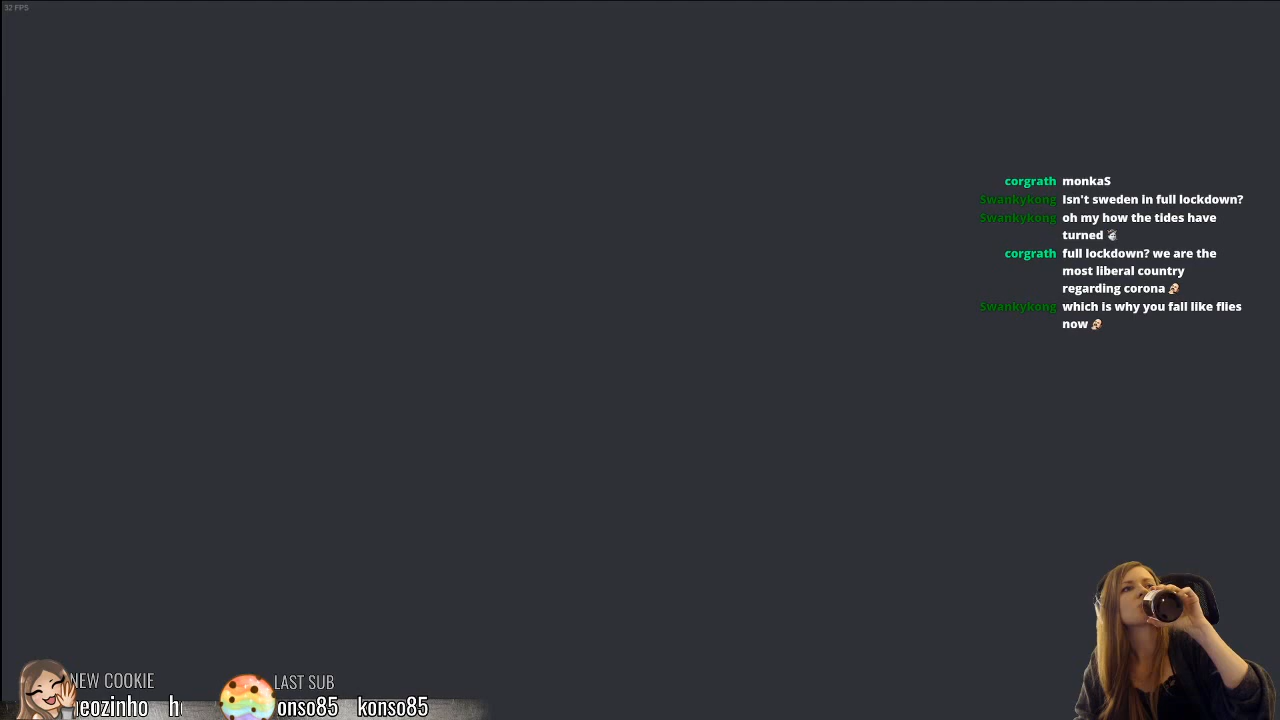 32 FPS
corgrath monkaS
Swankykong Isn't sweden in full lockdown?
Swankykong oh my how the tides have
turned
corgrath full lockdown? we are the
most liberal country
regarding corona
Swankykong which is why you fall like flies
now
NEW COOKIE
LAST SUB
eozinho h
onso85 konso85